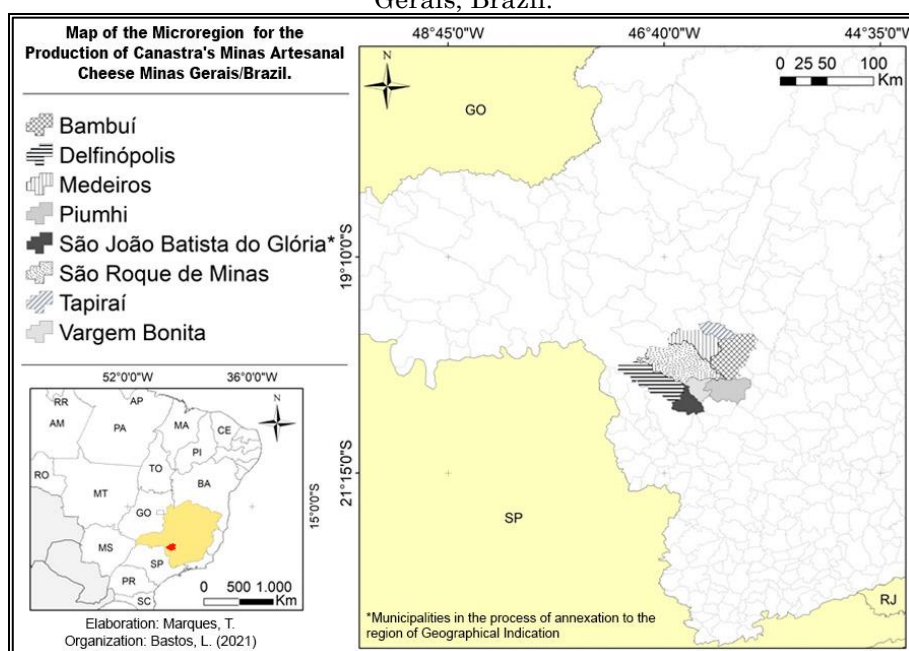 Gerais, Brazil.
Map of the Microregion for the
Production of Canastra's Minas Artesanal
Cheese Minas Gerais/Brazil.
Bambuí
Delfinópolis
Medeiros
Piumhi
São João Batista do Glória*
São Roque de Minas
Tapiraí
Vargem Bonita
52°0'0"W 36°0'0"W
N
RR
AP
AM
PA
MA
CE
PI
TO
RO
BA
MT
GO
15°0'0"S
MS
SP
PR
SC
0 500 1.000
Km
Elaboration: Marques, T.
Organization: Bastos, L. (2021)
48°45'0"W 46°40'0"W 44°35'0"W
N
0 25 50 100
Km
GO
19°10'0"S
21°15'0"S
SP
RJ
*Municipalities in the process of annexation to the
region of Geographical Indication